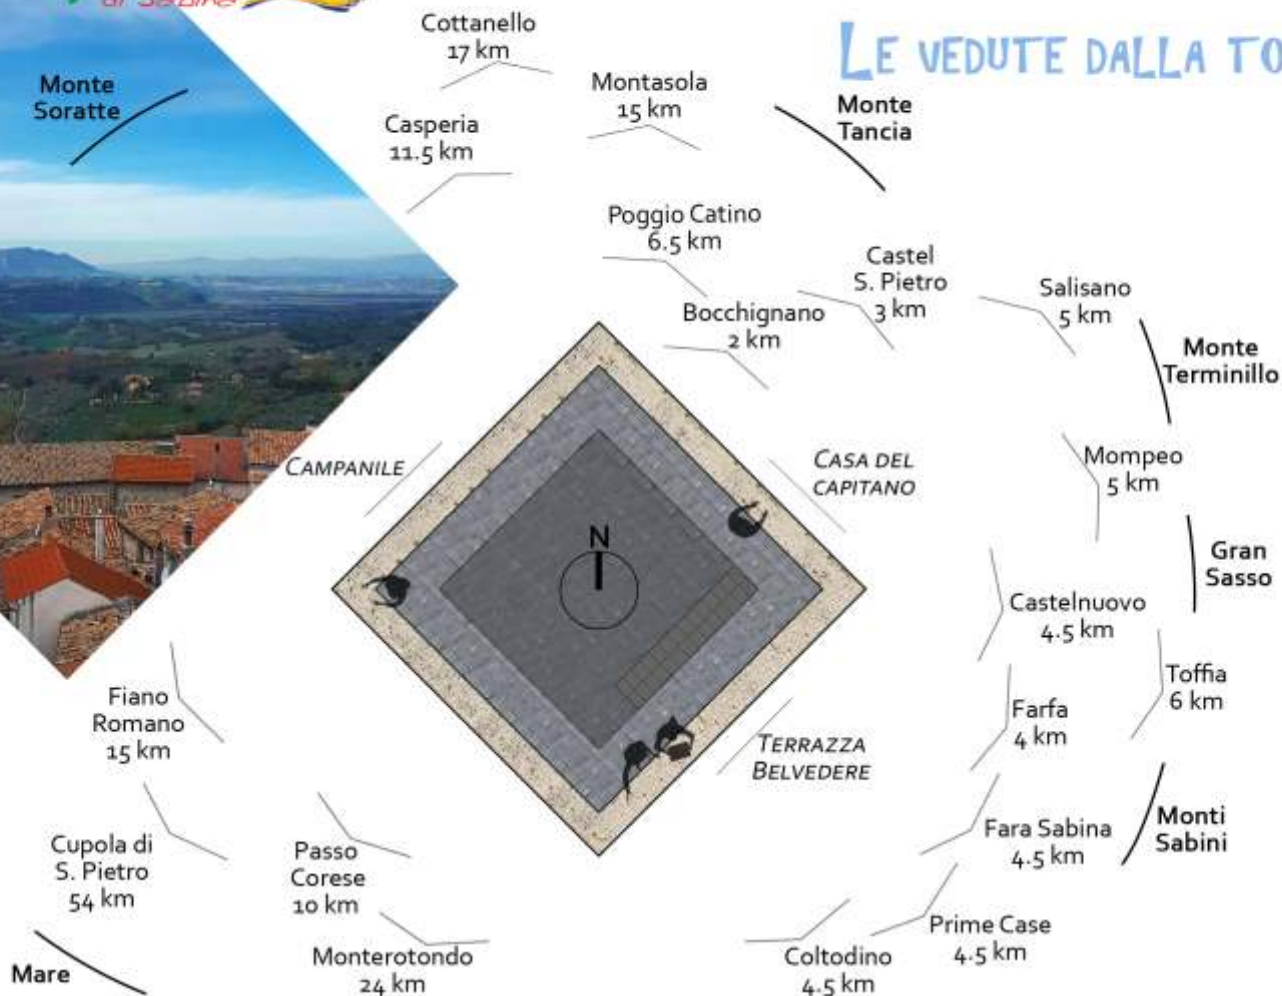 di Sabina
LE VEDUTE DALLA TO
Monte
Soratte
Cottanello
17 km
Montasola
15 km
Monte
Tancia
Casperia
11.5 km
Poggio Catino
6.5 km
Castel
S. Pietro
3 km
Salisano
5 km
Bocchignano
2 km
Monte
Terminillo
CAMPANILE
CASA DEL
CAPITANO
Mompeo
5 km
N
Gran
Sasso
Castelnuovo
4.5 km
Toffia
6 km
Fiano
Romano
15 km
Farfa
4 km
TERRAZZA
BELVEDERE
Monti
Sabini
Fara Sabina
4.5 km
Cupola di
S. Pietro
54 km
Passo
Corese
10 km
Prime Case
4.5 km
Mare
Monterotondo
24 km
Coltodino
4.5 km